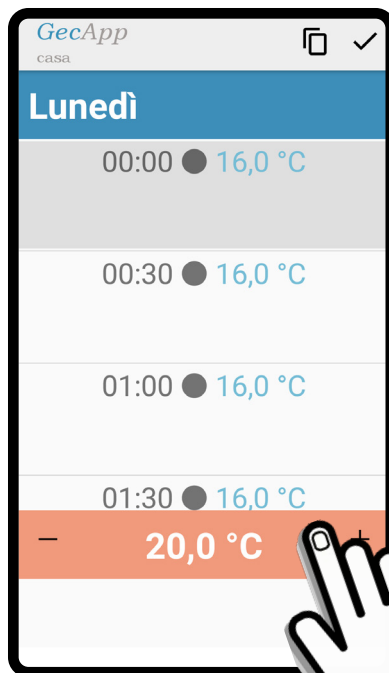 GecApp
casa
Lunedì
00:00 16,0 °C
00:30 16,0 °C
01:00 16,0 °C
01:30 16,0 °C
− 20,0 °C +